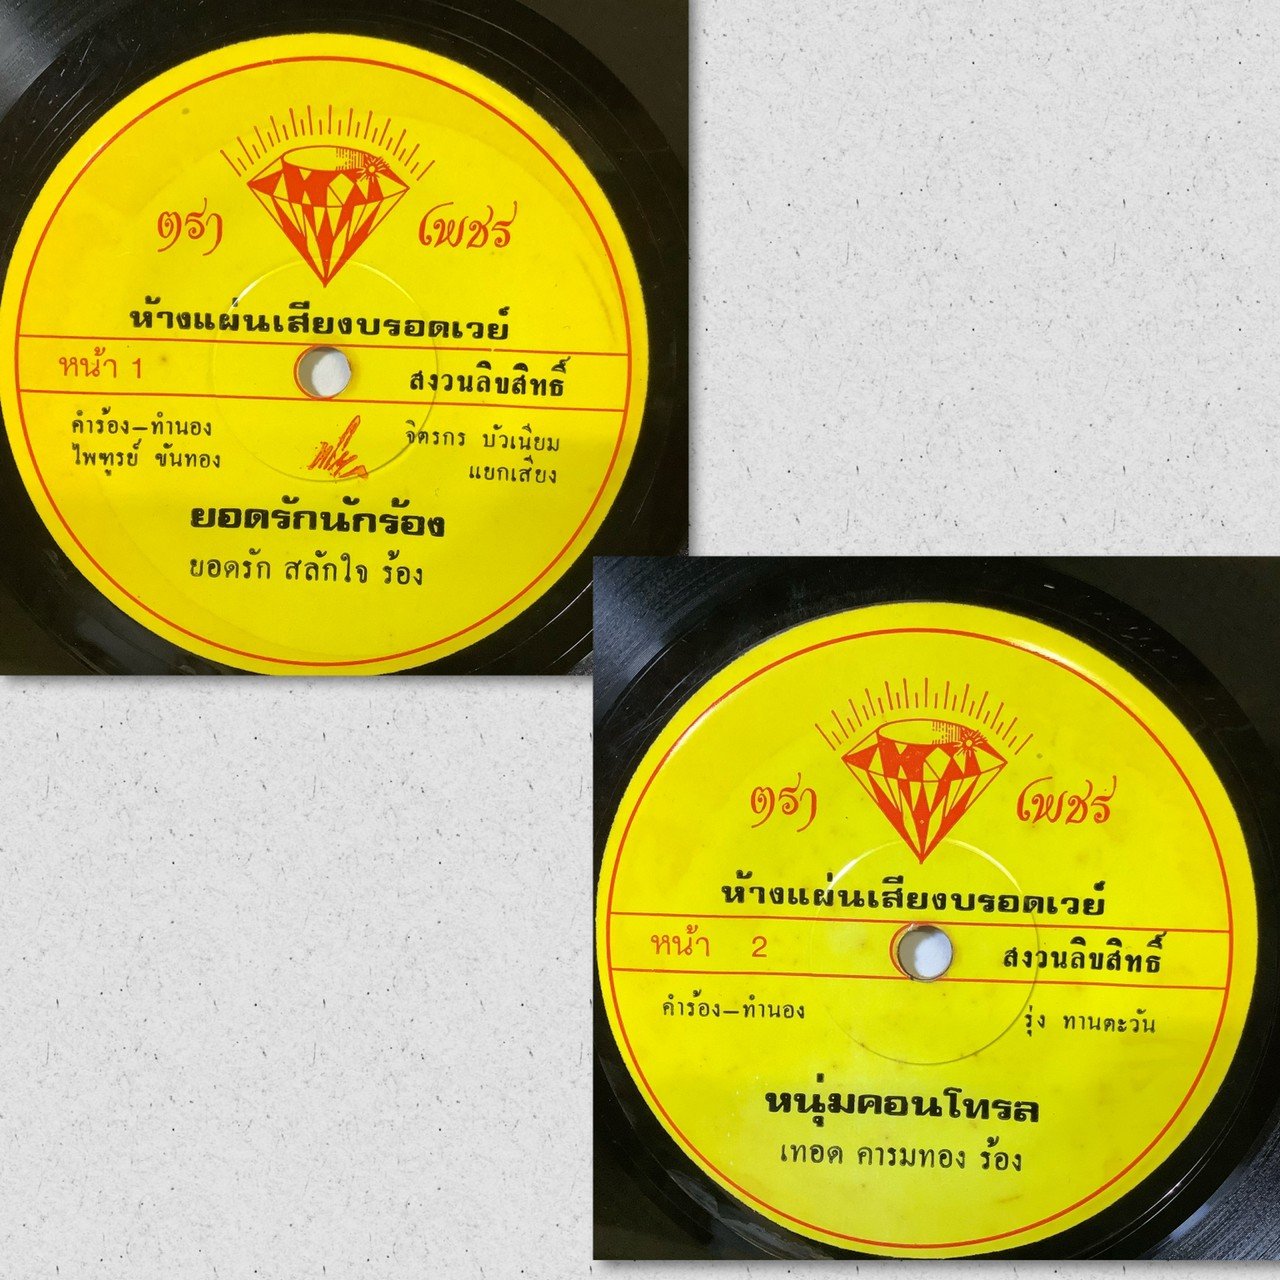 ตรา เพชร
ห้างแผ่นเสียงบรอดเวย์
หน้า 1 สงวนลิขสิทธิ์
คำร้อง–ทำนอง จิตรกร บัวเนียม
ไพฑูรย์ ขันทอง แยกเสียง
ยอดรักนักร้อง
ยอดรัก สลักใจ ร้อง
ตรา เพชร
ห้างแผ่นเสียงบรอดเวย์
หน้า 2 สงวนลิขสิทธิ์
คำร้อง–ทำนอง รุ่ง ทานตะวัน
หนุ่มคอนโทรล
เทอด คารมทอง ร้อง